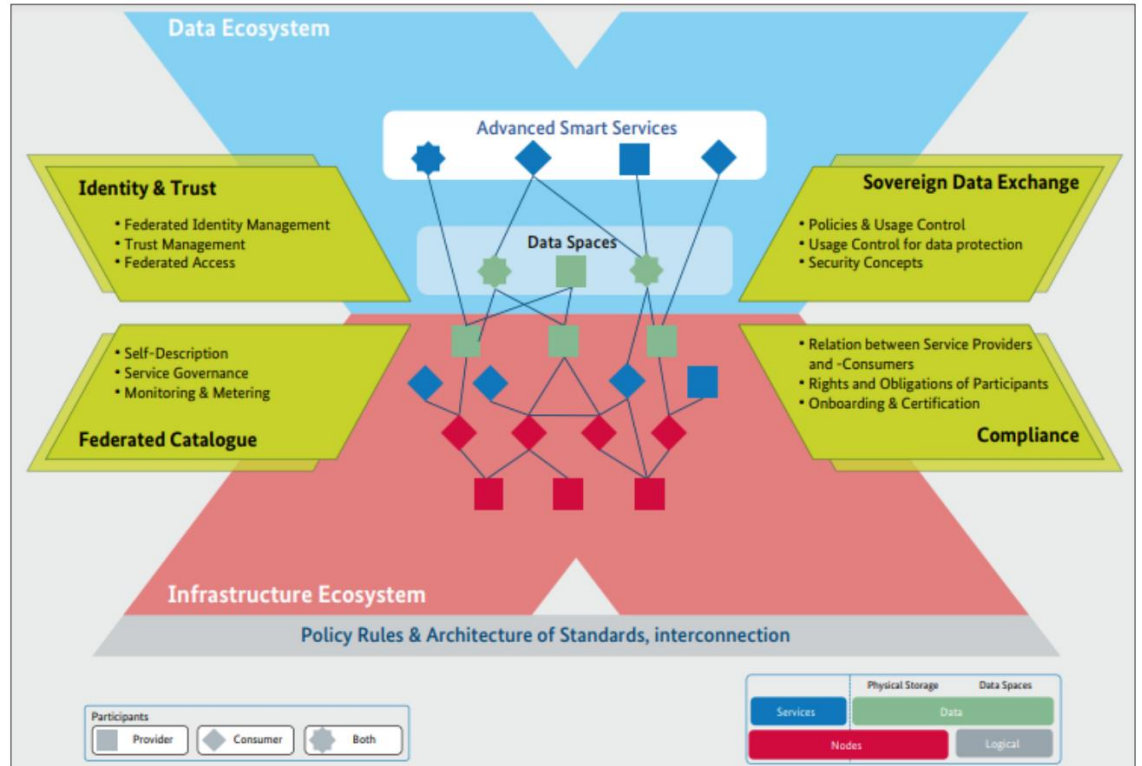 Data Ecosystem
Advanced Smart Services
Identity & Trust
• Federated Identity Management
• Trust Management
• Federated Access
Sovereign Data Exchange
• Policies & Usage Control
• Usage Control for data protection
• Security Concepts
Data Spaces
• Self-Description
• Service Governance
• Monitoring & Metering
Federated Catalogue
• Relation between Service Providers
and -Consumers
• Rights and Obligations of Participants
• Onboarding & Certification
Compliance
Infrastructure Ecosystem
Policy Rules & Architecture of Standards, interconnection
Participants
Provider
Consumer
Both
Physical Storage
Data Spaces
Services
Data
Nodes
Logical